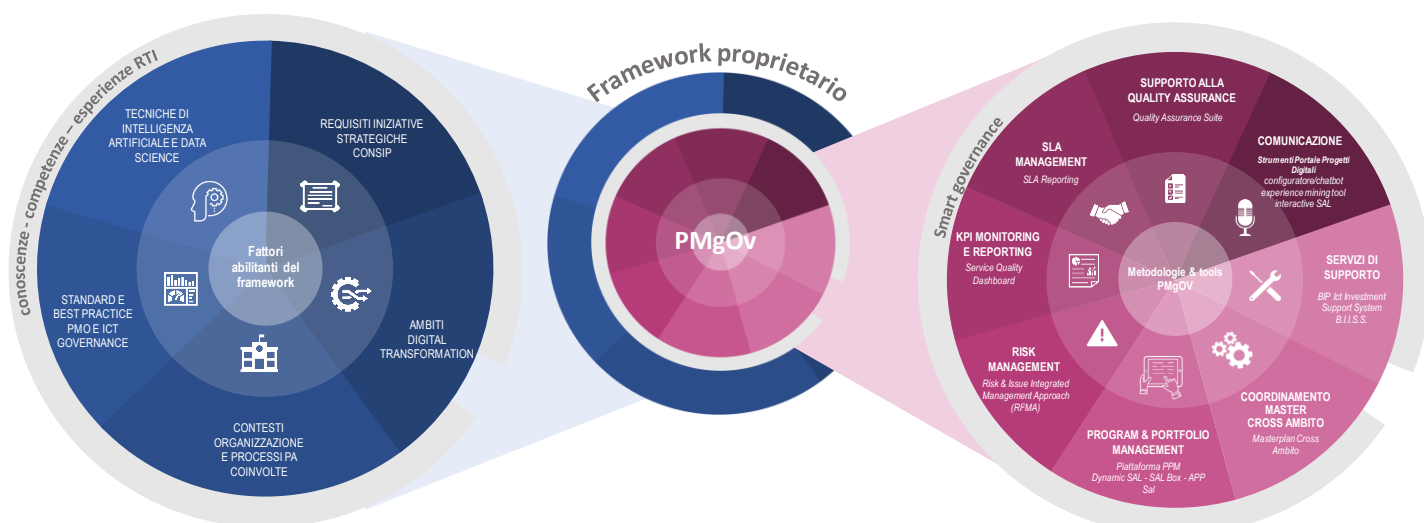 conoscenze - competenze – esperienze RTI
TECNICHE DI
INTELLIGENZA
ARTIFICIALE E DATA
SCIENCE
REQUISITI INIZIATIVE
STRATEGICHE
CONSIP
Fattori
abilitanti del
framework
STANDARD E
BEST PRACTICE
PMO E ICT
GOVERNANCE
AMBITI
DIGITAL
TRANSFORMATION
CONTESTI
ORGANIZZAZIONE
E PROCESSI PA
COINVOLTE
Framework proprietario
PMgOv
Smart governance
SUPPORTO ALLA
QUALITY ASSURANCE
Quality Assurance Suite
COMUNICAZIONE
Strumenti Portale Progetti
Digitali
configuratore/chatbot
experience mining tool
interactive SAL
SLA
MANAGEMENT
SLA Reporting
KPI MONITORING
E REPORTING
Service Quality
Dashboard
Metodologie & tools
PMgOV
SERVIZI DI
SUPPORTO
BIP Ict Investment
Support System
B.I.I.S.S.
RISK
MANAGEMENT
Risk & Issue Integrated
Management Approach
(RPMA)
COORDINAMENTO
MASTER
CROSS AMBITO
Masterplan Cross
Ambito
PROGRAM & PORTFOLIO
MANAGEMENT
Piattaforma PPM
Dynamic SAL - SAL Box - APP
Sal